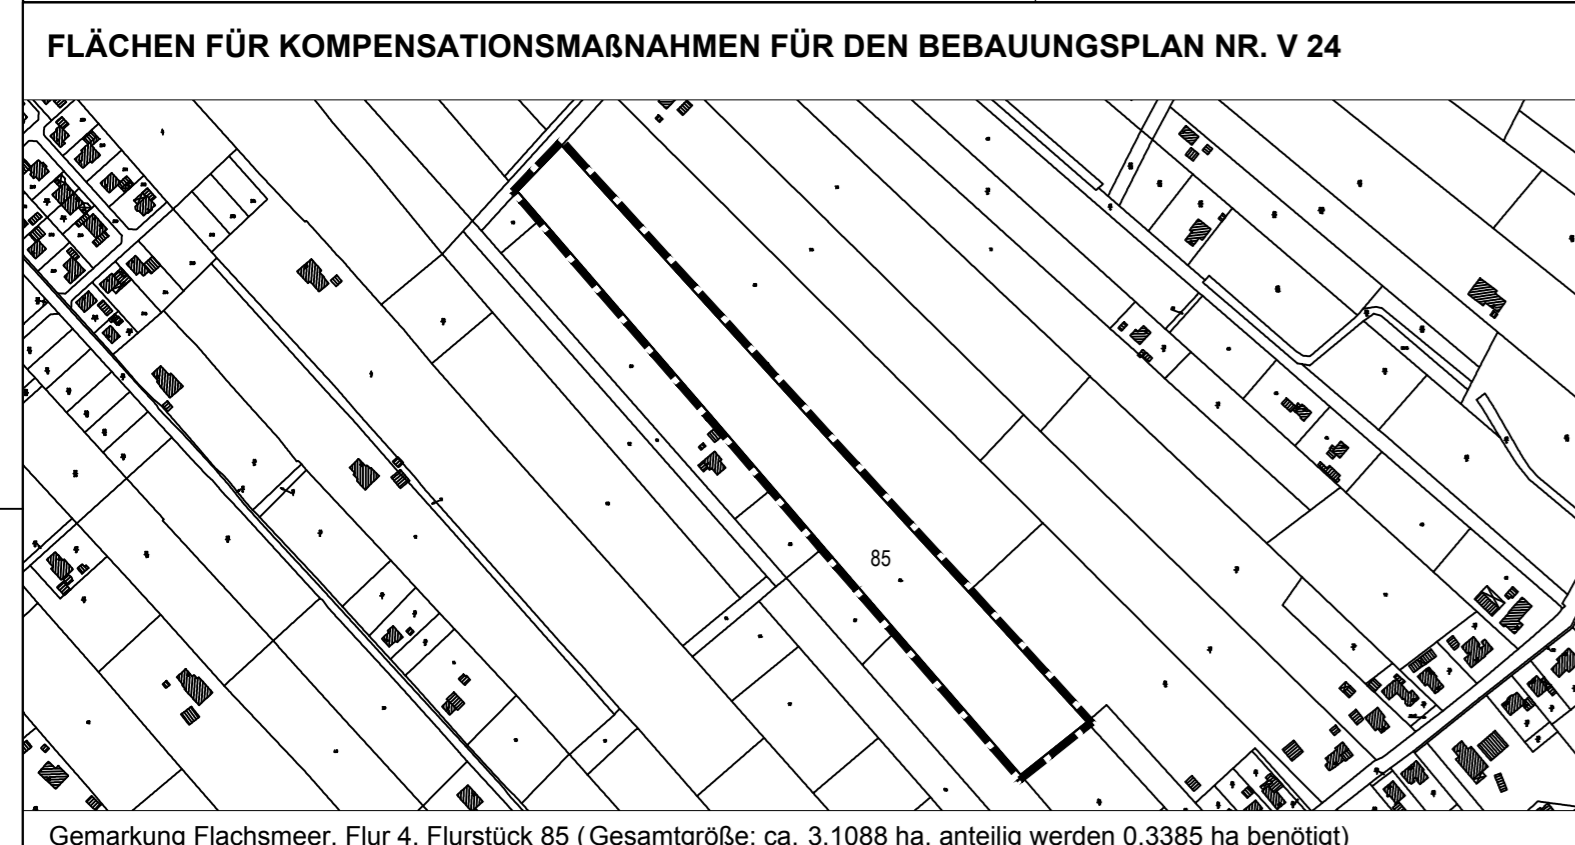 FLÄCHEN FÜR KOMPENSATIONSMAßNAHMEN FÜR DEN BEBAUUNGSPLAN NR. V 24
85
Gemarkung Flachsmeer, Flur 4, Flurstück 85 (Gesamtgröße: ca. 3,1088 ha, anteilig werden 0,3385 ha benötigt)